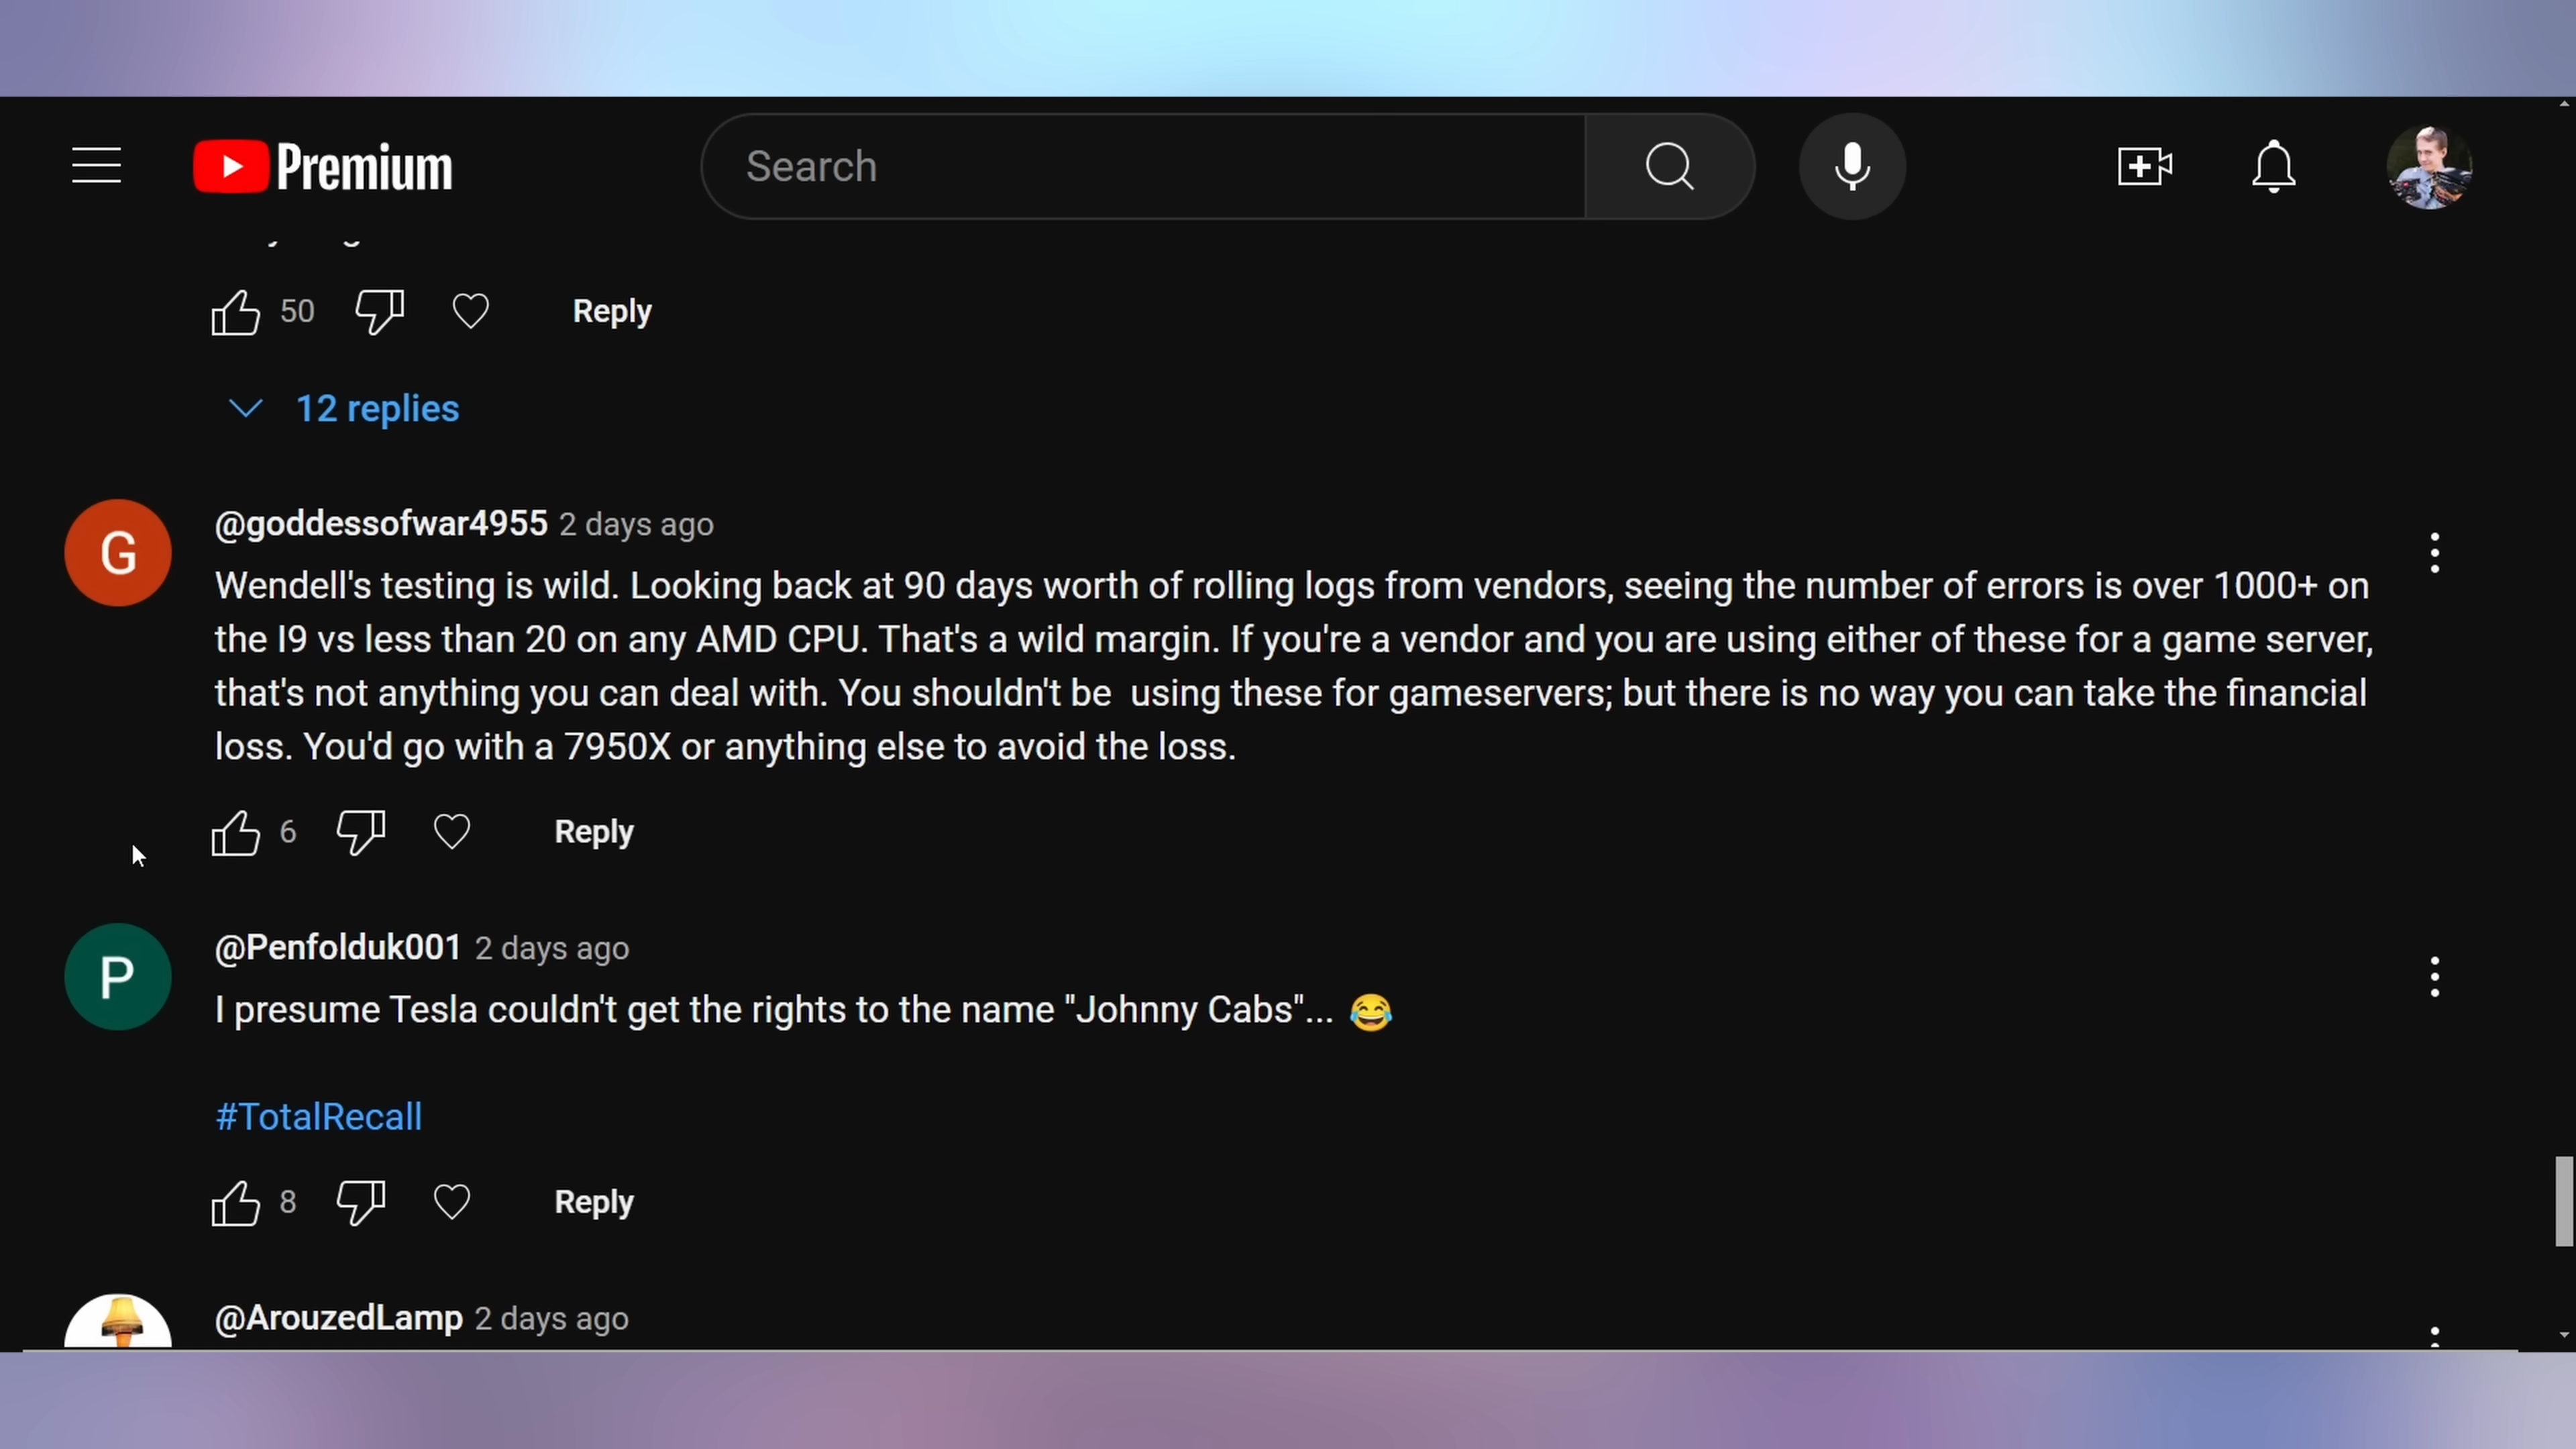 Premium
Search
50
Reply
12 replies
G
@goddessofwar4955 2 days ago
Wendell's testing is wild. Looking back at 90 days worth of rolling logs from vendors, seeing the number of errors is over 1000+ on
the I9 vs less than 20 on any AMD CPU. That's a wild margin. If you're a vendor and you are using either of these for a game server,
that's not anything you can deal with. You shouldn't be  using these for gameservers; but there is no way you can take the financial
loss. You'd go with a 7950X or anything else to avoid the loss.
6
Reply
P
@Penfolduk001 2 days ago
I presume Tesla couldn't get the rights to the name "Johnny Cabs"... 😂
#TotalRecall
8
Reply
@ArouzedLamp 2 days ago